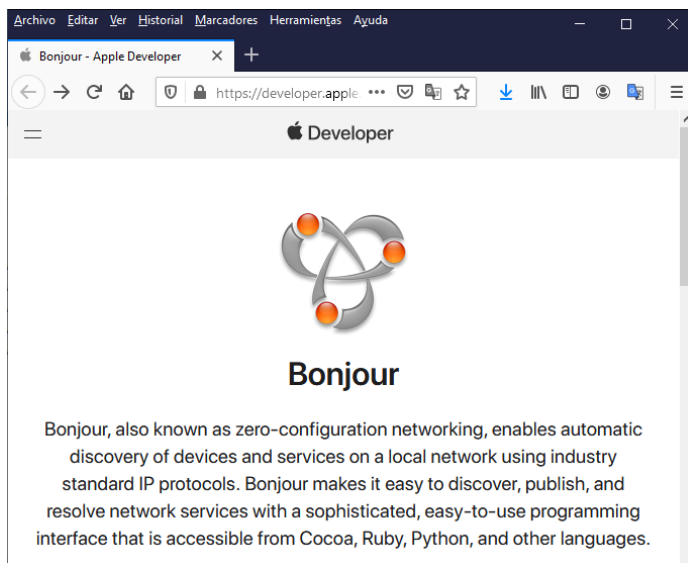 Archivo Editar Ver Historial Marcadores Herramientas Ayuda
Bonjour - Apple Developer
https://developer.apple.
Developer
Bonjour
Bonjour, also known as zero-configuration networking, enables automatic
discovery of devices and services on a local network using industry
standard IP protocols. Bonjour makes it easy to discover, publish, and
resolve network services with a sophisticated, easy-to-use programming
interface that is accessible from Cocoa, Ruby, Python, and other languages.